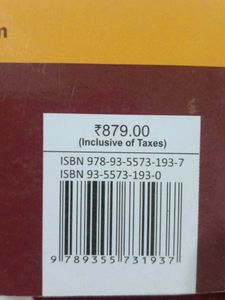 n
₹879.00
(Inclusive of Taxes)
ISBN 978-93-5573-193-7
ISBN 93-5573-193-0
9 789355 731937